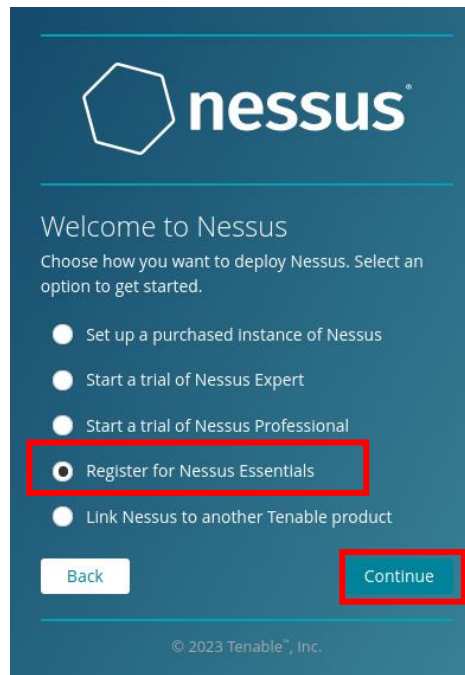 nessus®
Welcome to Nessus
Choose how you want to deploy Nessus. Select an
option to get started.
Set up a purchased instance of Nessus
Start a trial of Nessus Expert
Start a trial of Nessus Professional
Register for Nessus Essentials
Link Nessus to another Tenable product
Back
Continue
© 2023 Tenable™, Inc.